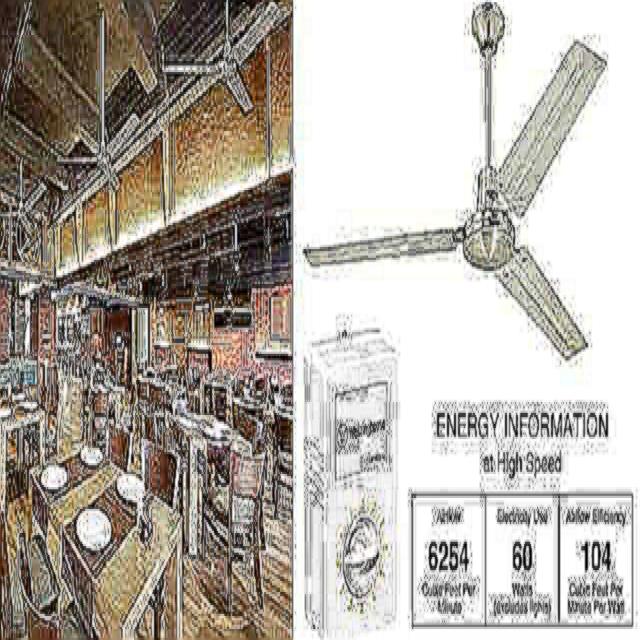 ENERGY INFORMATION
at High Speed
Airflow
6254
Cubic Feet Per
Minute
Electricity Use
60
Watts
(excludes lights)
Airflow Efficiency
104
Cubic Feet Per
Minute Per Watt